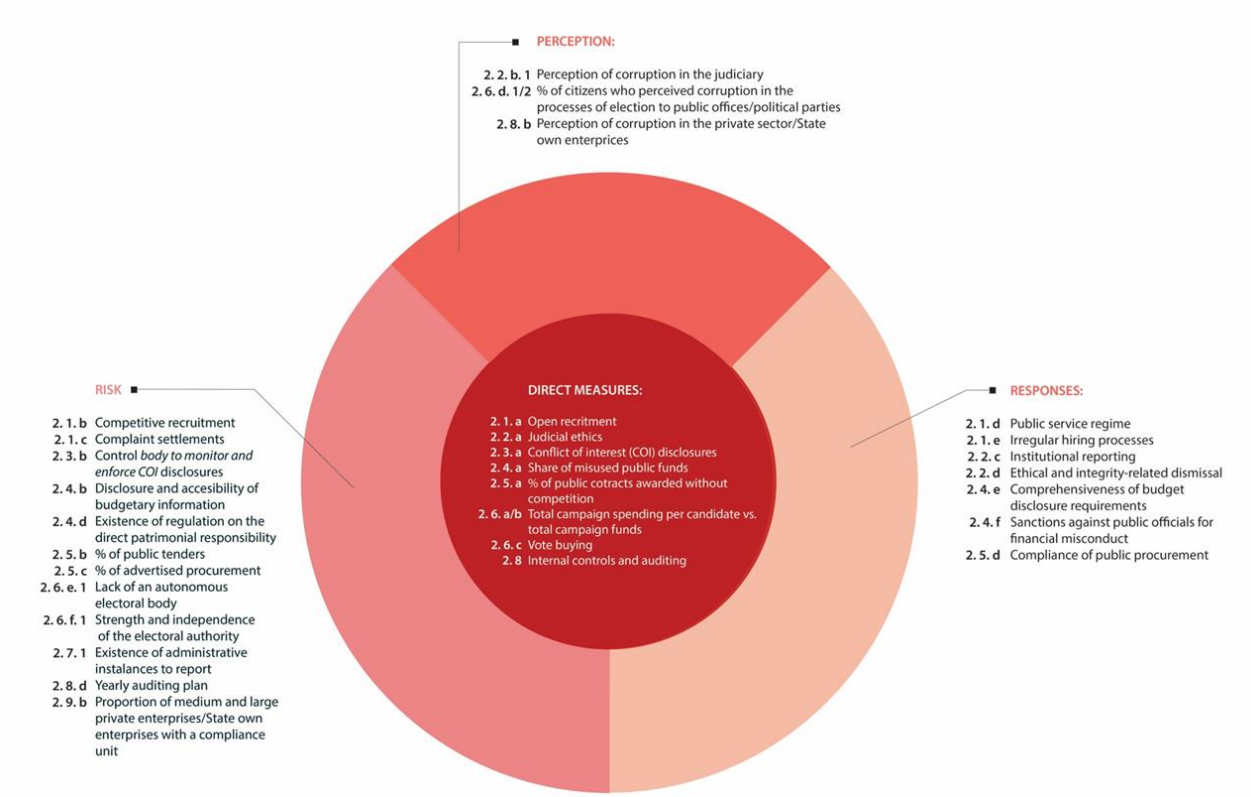 PERCEPTION:
2. 2. b. 1 Perception of corruption in the judiciary
2. 6. d. 1/2 % of citizens who perceived corruption in the
processes of election to public offices/political parties
2. 8. b Perception of corruption in the private sector/State
own enterprices
RISK
2. 1. b Competitive recruitment
2. 1. c Complaint settlements
2. 3. b Control body to monitor and
enforce COI disclosures
2. 4. b Disclosure and accesibility of
budgetary information
2. 4. d Existence of regulation on the
direct patrimonial responsibility
2. 5. b % of public tenders
2. 5. c % of advertised procurement
2. 6. e. 1 Lack of an autonomous
electoral body
2. 6. f. 1 Strength and independence
of the electoral authority
2. 7. 1 Existence of administrative
instalances to report
2. 8. d Yearly auditing plan
2. 9. b Proportion of medium and large
private enterprises/State own
enterprises with a compliance
unit
DIRECT MEASURES:
2. 1. a Open recritment
2. 2. a Judicial ethics
2. 3. a Conflict of interest (COI) disclosures
2. 4. a Share of misused public funds
2. 5. a % of public cotracts awarded without
competition
2. 6. a/b Total campaign spending per candidate vs.
total campaign funds
2. 6. c Vote buying
2. 8 Internal controls and auditing
RESPONSES:
2. 1. d Public service regime
2. 1. e Irregular hiring processes
2. 2. c Institutional reporting
2. 2. d Ethical and integrity-related dismissal
2. 4. e Comprehensiveness of budget
disclosure requirements
2. 4. f Sanctions against public officials for
financial misconduct
2. 5. d Compliance of public procurement